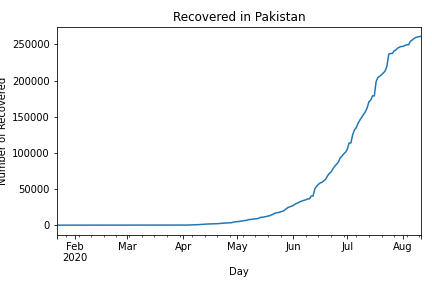 Recovered in Pakistan
Number of Recovered
250000
200000
150000
100000
50000
0
Feb Mar Apr May Jun Jul Aug
2020
Day